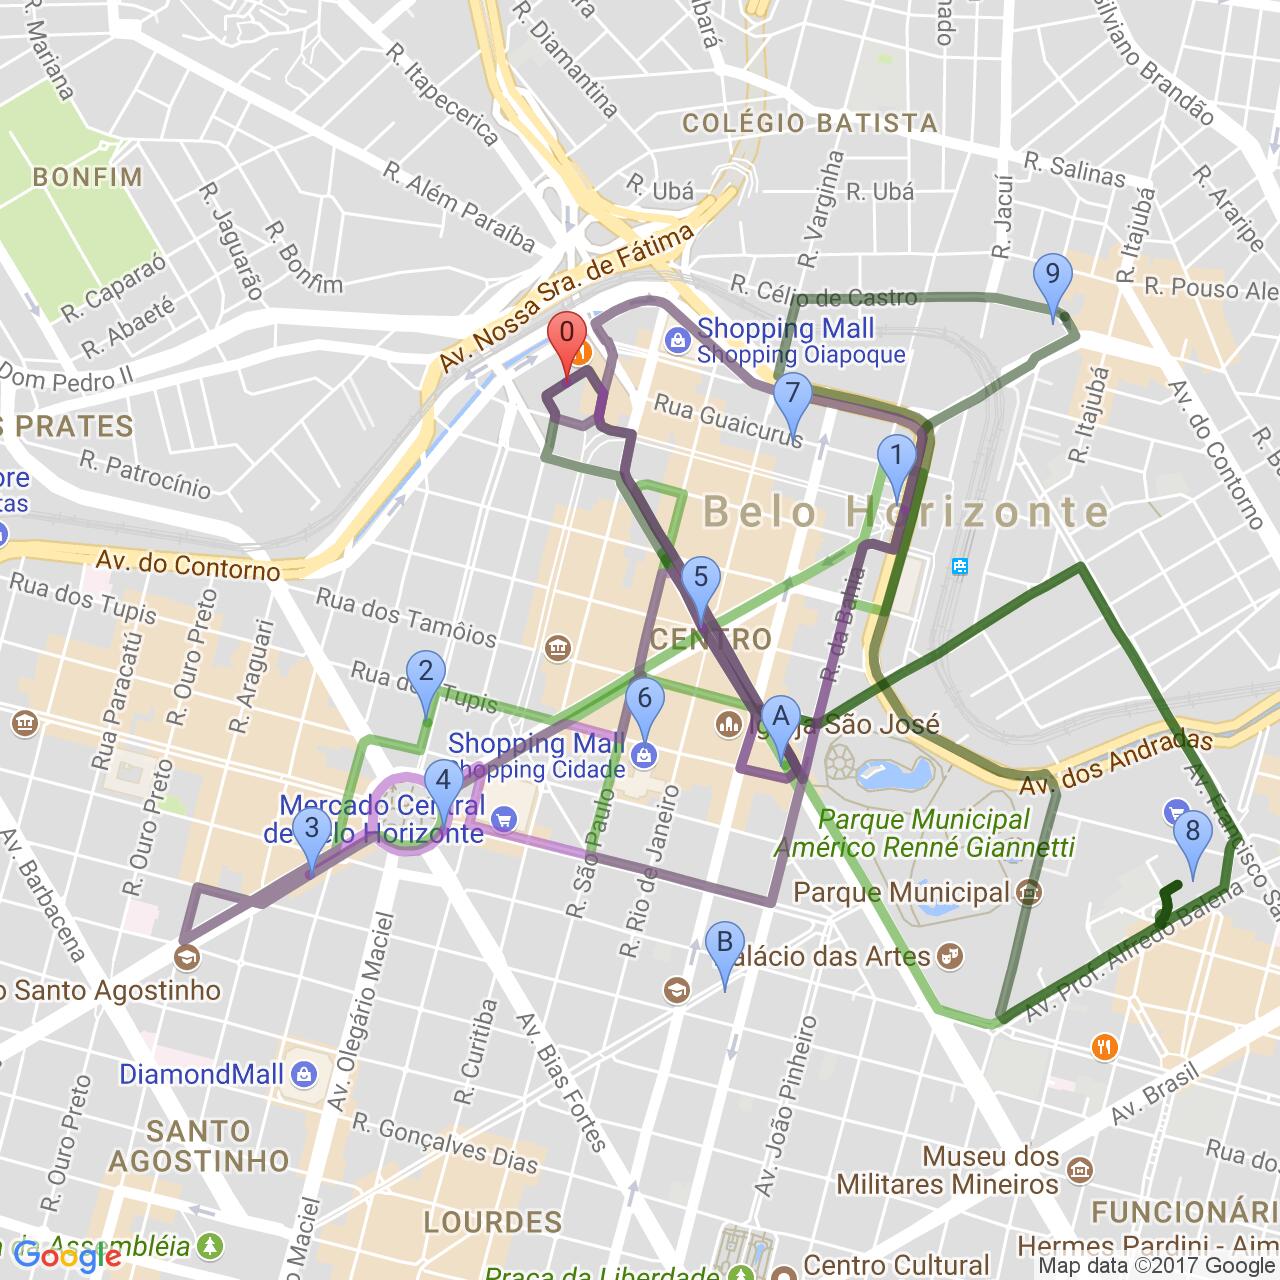 R. Mariana
R. Itapecerica
R. Diamantina
COLÉGIO BATISTA
Silviano Brandão
BONFIM
R. Além Paraíba
R. Ubá
R. Varginha
R. Ubá
R. Salinas
R. Jacuí
R. Itajubá
R. Araripe
R. Jaguarão
R. Bonfim
R. Caparaó
R. Abaeté
Av. Nossa Sra. de Fátima
R. Célio de Castro
9
R. Pouso Ale
0
Shopping Mall
Shopping Oiapoque
Dom Pedro II
7
Rua Guaicurus
R. Itajubá
Av. do Contorno
S PRATES
R. Patrocínio
1
Belo Horizonte
ore
tas
Av. do Contorno
Rua dos Tupis
Rua dos Tamôios
5
CENTRO
R. da Bahia
R. Ouro Preto
R. Araguari
Rua Paracatú
2
Rua dos Tupis
6
A
Igreja São José
Shopping Mall
Shopping Cidade
Av. dos Andradas
4
Mercado Central
de Belo Horizonte
3
Parque Municipal
Américo Renné Giannetti
8
Av. Francisco Sa
R. Ouro Preto
R. São Paulo
R. Rio de Janeiro
Parque Municipal
Av. Prof. Alfredo Balena
Av. Barbacena
B
Palácio das Artes
o Santo Agostinho
R. Olegário Maciel
DiamondMall
Av. Olegário Maciel
R. Curitiba
Av. Bias Fortes
Av. João Pinheiro
Av. Brasil
R. Gonçalves Dias
SANTO
AGOSTINHO
R. Ouro Preto
Museu dos
Militares Mineiros
Rua do
LOURDES
FUNCIONÁRI
Hermes Pardini - Aim
a da Assembléia
Maciel
Praça da Liberdade
Centro Cultural
Google
Map data ©2017 Google